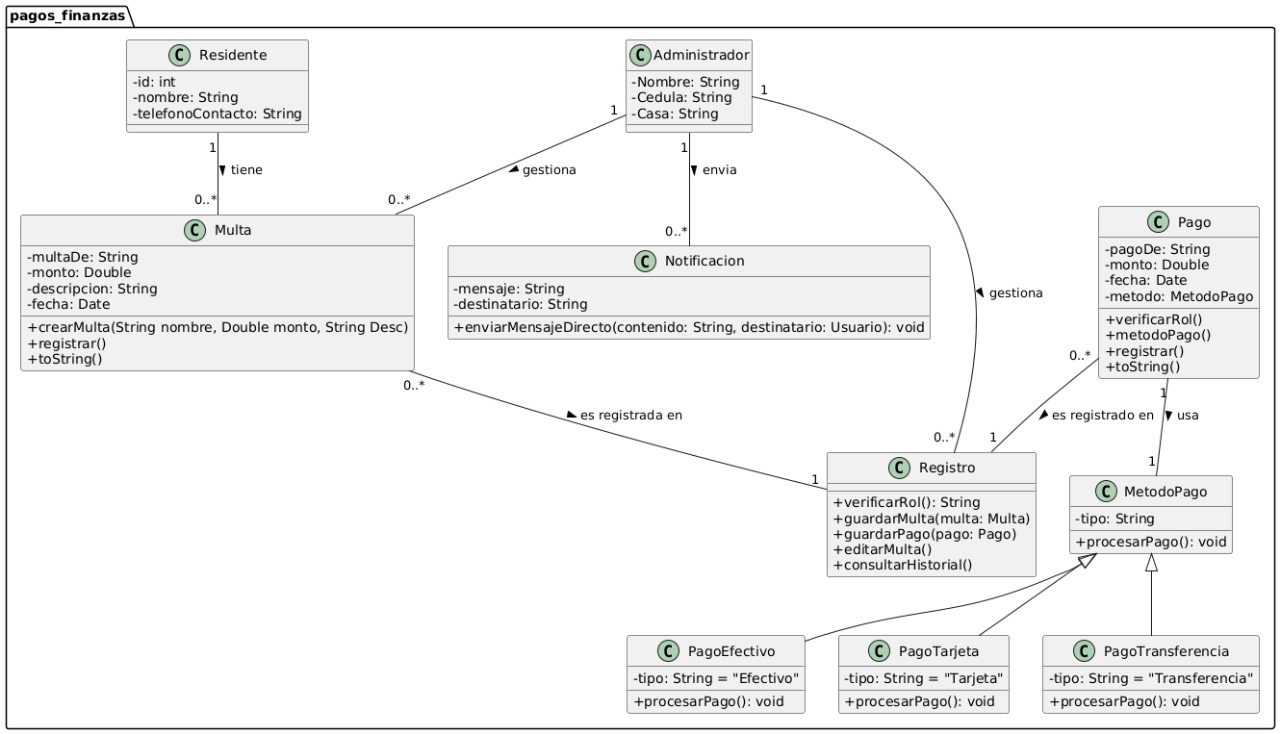 pagos_finanzas
C Residente
-id: int
-nombre: String
-telefonoContacto: String
C Administrador
-Nombre: String
-Cedula: String
-Casa: String
1
tiene
0..*
1
gestiona
0..*
1
envia
0..*
1
gestiona
0..*
C Multa
-multaDe: String
-monto: Double
-descripcion: String
-fecha: Date
+crearMulta(String nombre, Double monto, String Desc)
+registrar()
+toString()
C Notificacion
-mensaje: String
-destinatario: String
+enviarMensajeDirecto(contenido: String, destinatario: Usuario): void
C Pago
-pagoDe: String
-monto: Double
-fecha: Date
-metodo: MetodoPago
+verificarRol()
+metodoPago()
+registrar()
+toString()
0..*
es registrada en
1
0..*
es registrado en
1
1
usa
1
C Registro
+verificarRol(): String
+guardarMulta(multa: Multa)
+guardarPago(pago: Pago)
+editarMulta()
+consultarHistorial()
C MetodoPago
-tipo: String
+procesarPago(): void
C PagoEfectivo
-tipo: String = "Efectivo"
+procesarPago(): void
C PagoTarjeta
-tipo: String = "Tarjeta"
+procesarPago(): void
C PagoTransferencia
-tipo: String = "Transferencia"
+procesarPago(): void